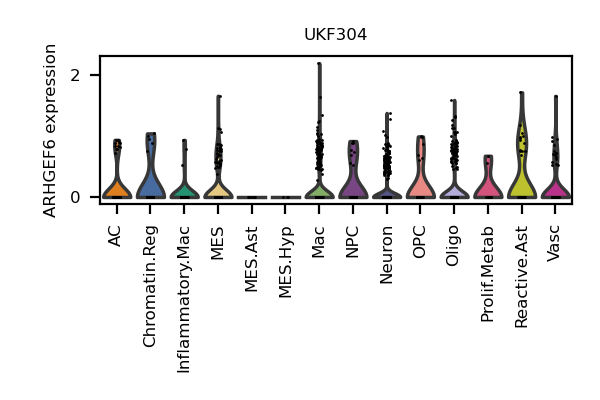 UKF304
ARHGEF6 expression
2
0
AC
Chromatin.Reg
Inflammatory.Mac
MES
MES.Ast
MES.Hyp
Mac
NPC
Neuron
OPC
Oligo
Prolif.Metab
Reactive.Ast
Vasc